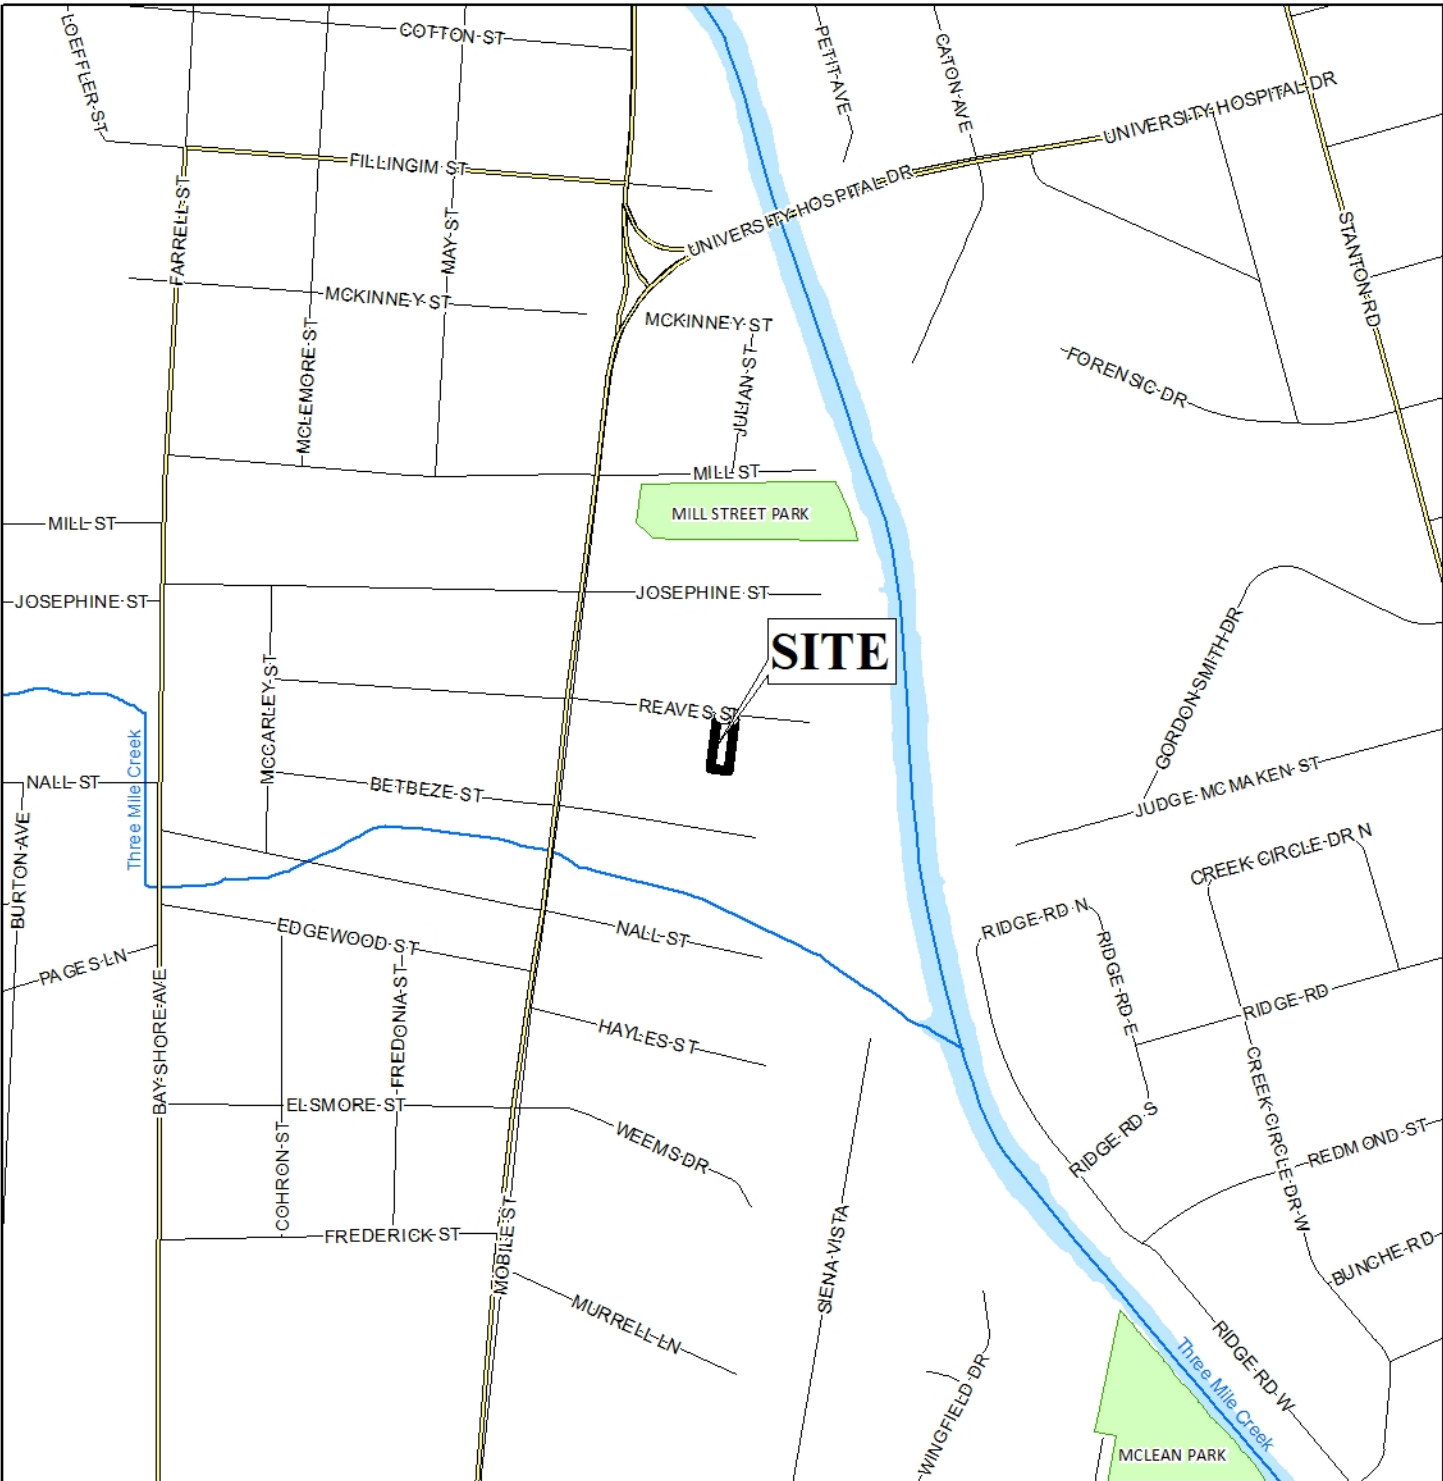 LOEFFLER ST
COTTON ST
PETIT AVE
CATON AVE
UNIVERSITY HOSPITAL DR
FILLINGIM ST
FARRELL ST
MAY ST
UNIVERSITY HOSPITAL DR
STANTON RD
MCKINNEY ST
MCKINNEY ST
MCLEMORE ST
JULIAN ST
FORENSIC DR
MILL ST
MILL STREET PARK
MILL ST
JOSEPHINE ST
JOSEPHINE ST
SITE
GORDON SMITH DR
MCCARLEY ST
REAVES ST
NALL ST
Three Mile Creek
BETBEZE ST
JUDGE MCMAKEN ST
BURTON AVE
CREEK CIRCLE DR N
RIDGE RD N
EDGEWOOD ST
NALL ST
RIDGE RD E
PAGES LN
BAY SHORE AVE
FREDONIA ST
HAYLES ST
RIDGE RD
ELSMORE ST
CREEK CIRCLE DR W
WEEMS DR
RIDGE RD S
REDMOND ST
COHRON ST
FREDERICK ST
MOBILE ST
SIENA VISTA
BUNCHE RD
MURRELL LN
RIDGE RD W
WINGFIELD DR
Three Mile Creek
MCLEAN PARK